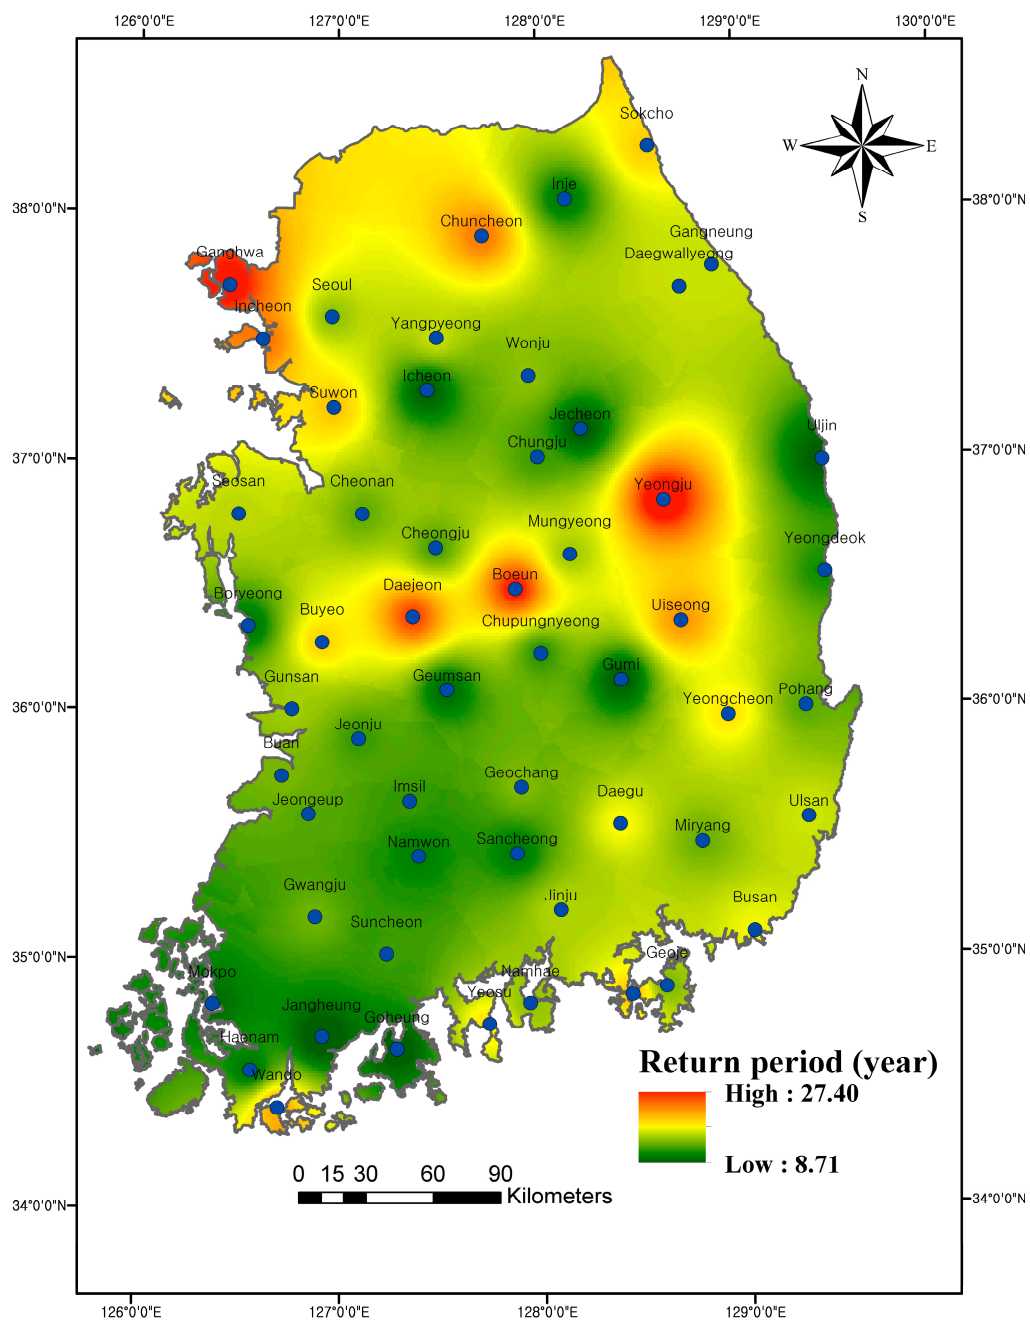 126°0'0"E 127°0'0"E 128°0'0"E 129°0'0"E 130°0'0"E
N
W E
S
Sokcho
Inje
38°0'0"N 38°0'0"N
Chuncheon
Gangneung
Daegwallyeong
Ganghwa
Seoul
Incheon
Yangpyeong
Wonju
Icheon
Suwon
Jecheon
Uljin
Chungju
37°0'0"N 37°0'0"N
Seosan
Cheonan
Yeongju
Mungyeong
Cheongju
Yeongdeok
Boeun
Daejeon
Boryeong
Buyeo
Uiseong
Chupungnyeong
Gunsan
Geumsan
Gumi
Yeongcheon
Pohang
36°0'0"N 36°0'0"N
Jeonju
Buan
Geochang
Imsil
Daegu
Jeongeup
Ulsan
Miryang
Namwon
Sancheong
Gwangju
Jinju
Busan
Suncheon
35°0'0"N 35°0'0"N
Mokpo
Namhae
Geoje
Yeosu
Jangheung
Goheung
Haenam
Wando
Return period (year)
High : 27.40
Low : 8.71
0 15 30 60 90
Kilometers
34°0'0"N 34°0'0"N
126°0'0"E 127°0'0"E 128°0'0"E 129°0'0"E